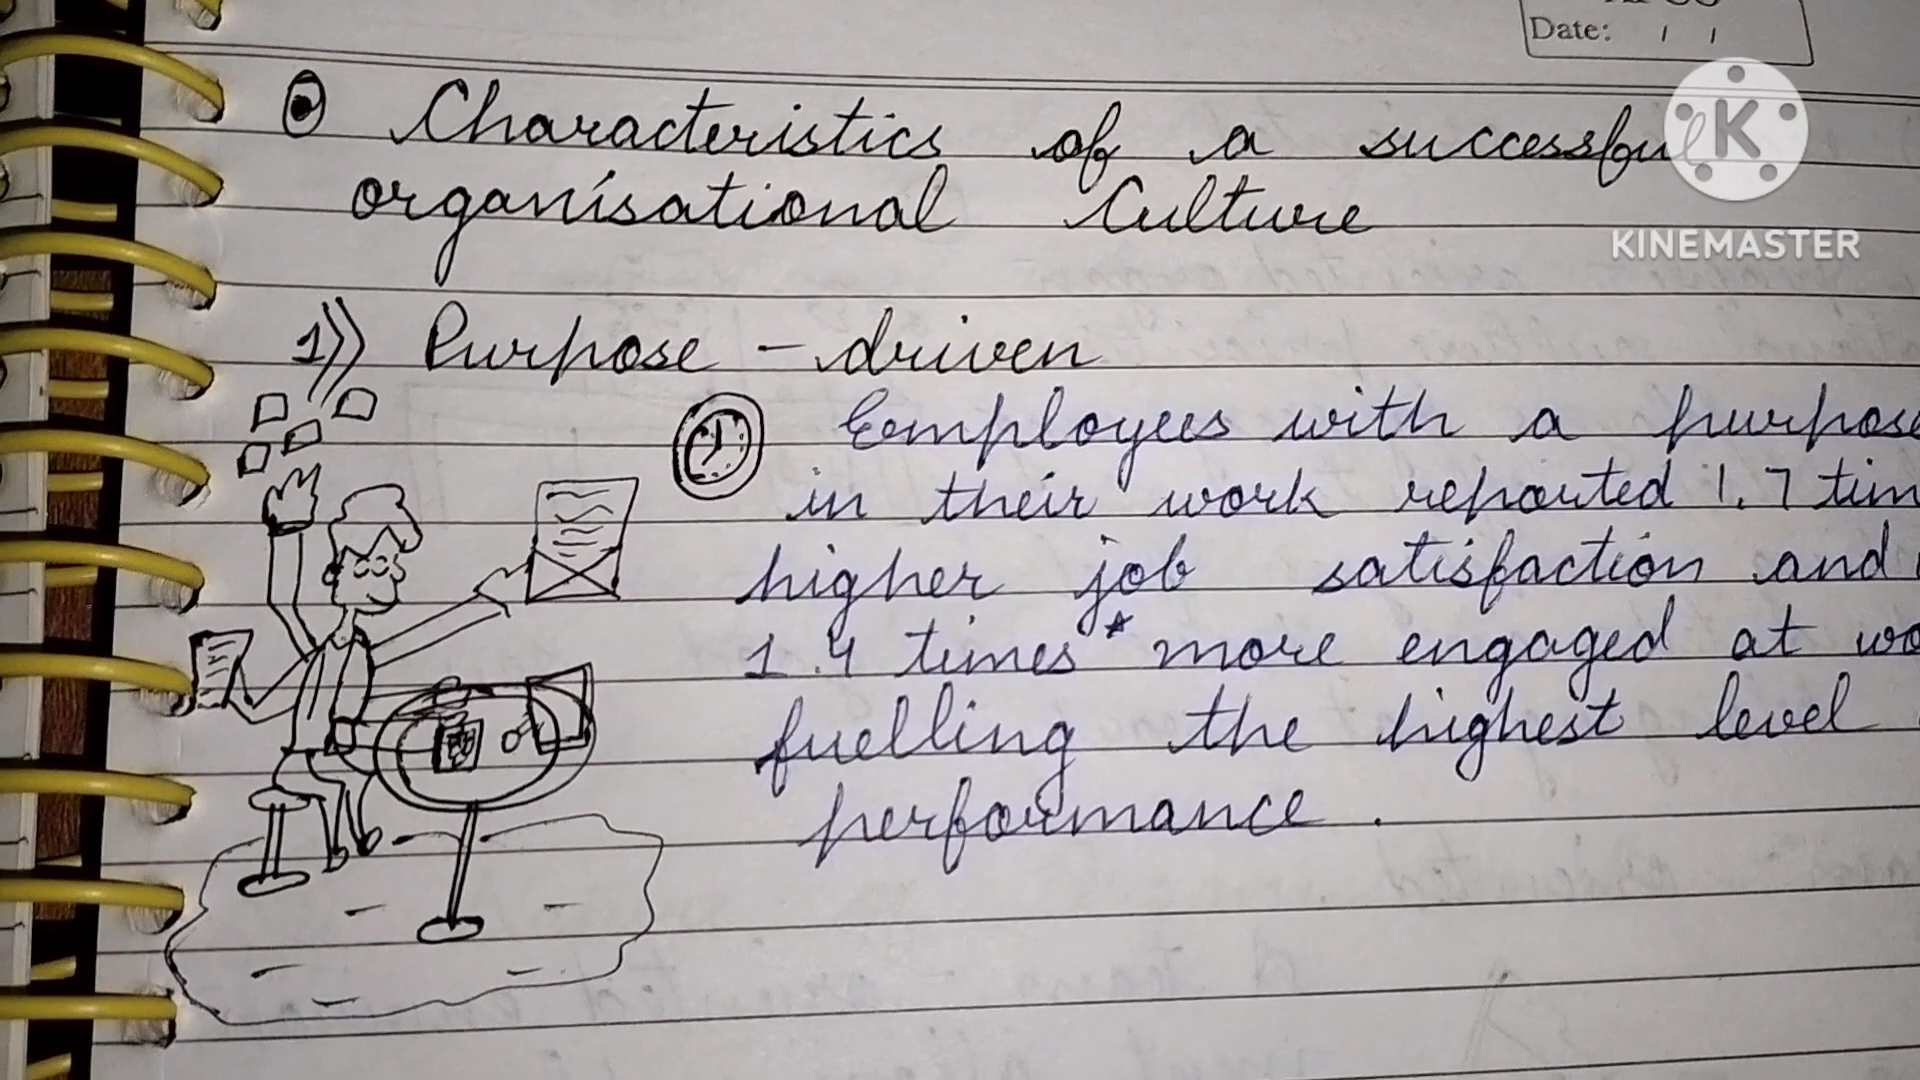 Date: / /
Characteristics of a successful
organisational Culture
K
KINEMASTER
1)) Purpose - driven
Employees with a purpose
in their work reported 1.7 tim
higher job satisfaction and
1.4 times* more engaged at wo
fuelling the highest level
performance.